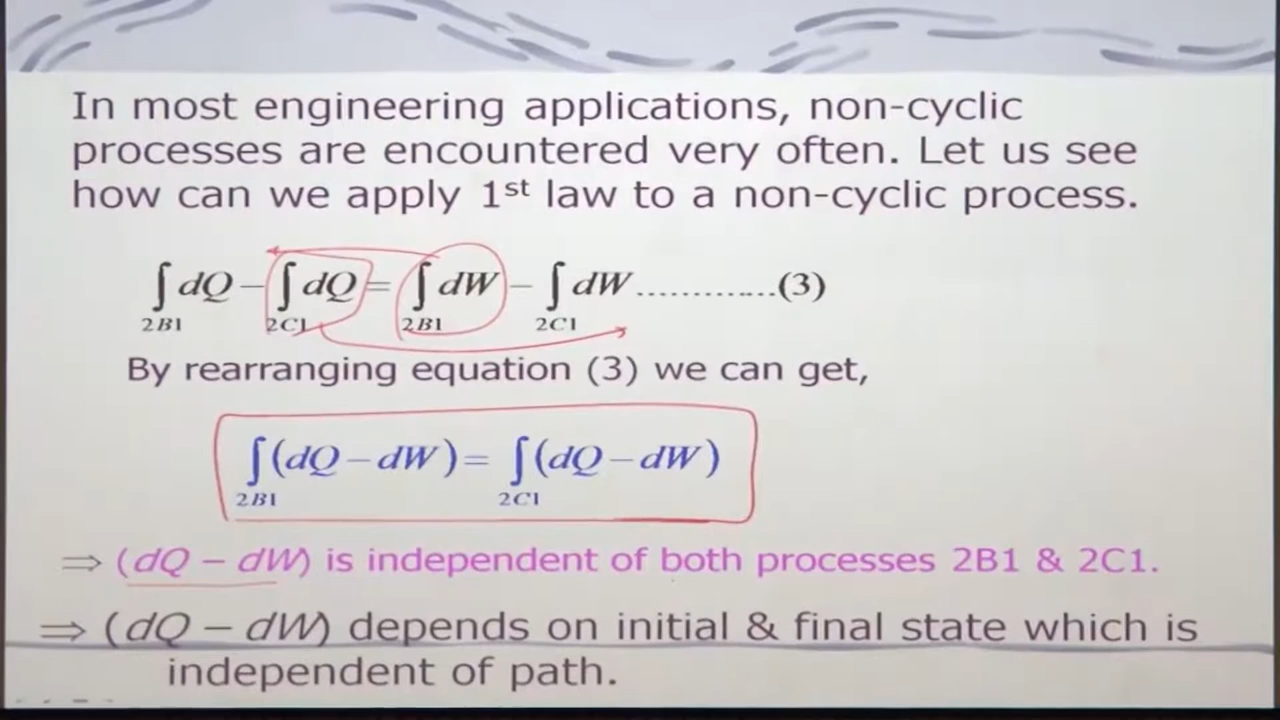 In most engineering applications, non-cyclic
processes are encountered very often. Let us see
how can we apply 1st law to a non-cyclic process.
∫2B1 dQ – ∫2C1 dQ = ∫2B1 dW – ∫2C1 dW .............(3)
By rearranging equation (3) we can get,
∫2B1 (dQ – dW) = ∫2C1 (dQ – dW)
⇒ (dQ – dW) is independent of both processes 2B1 & 2C1.
⇒ (dQ – dW) depends on initial & final state which is
independent of path.